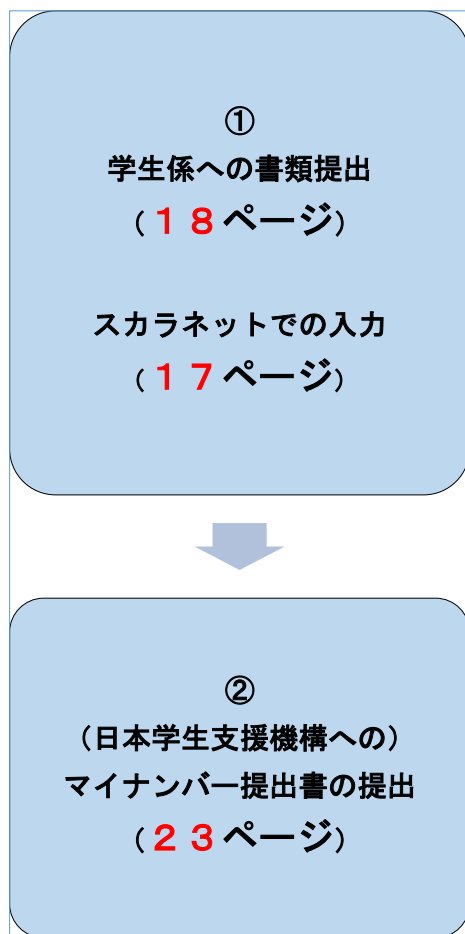 ①
学生係への書類提出
（１８ページ）
スカラネットでの入力
（１７ページ）
②
（日本学生支援機構への）
マイナンバー提出書の提出
（２３ページ）